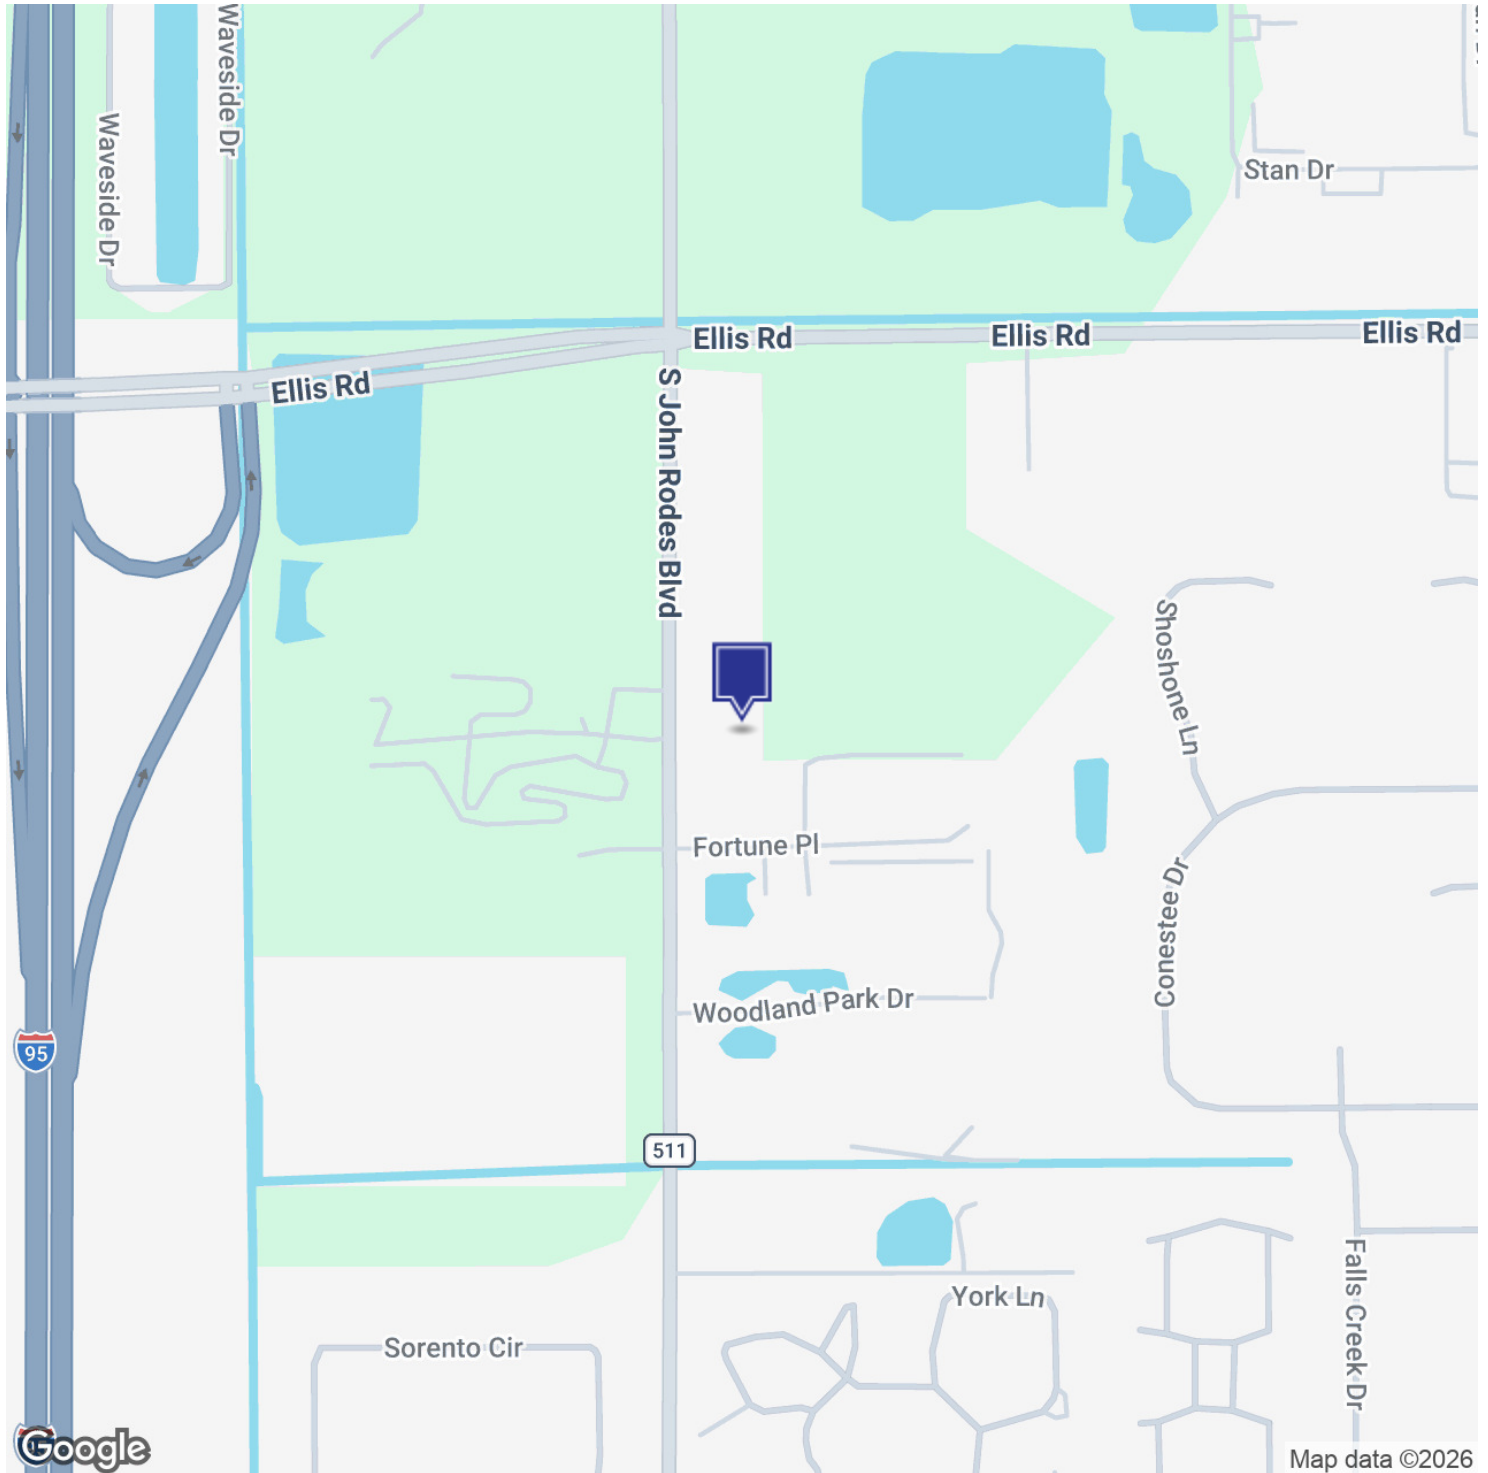 Waveside Dr
Waveside Dr
Stan Dr
Ellis Rd
Ellis Rd
Ellis Rd
Ellis Rd
S John Rodes Blvd
Shoshone Ln
Fortune Pl
Conestee Dr
Woodland Park Dr
95
511
Falls Creek Dr
York Ln
Sorento Cir
Google
Map data ©2026